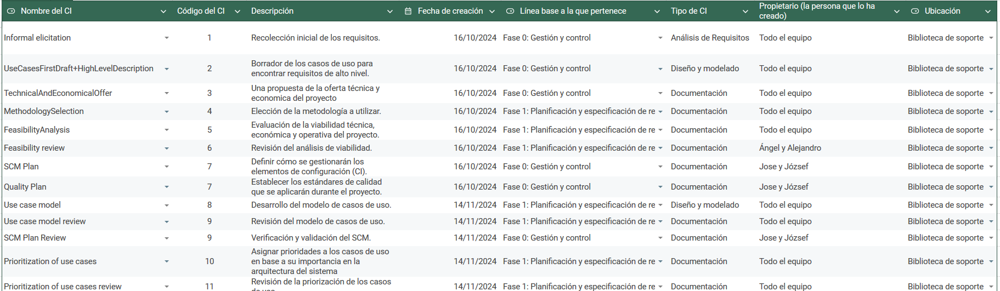 Nombre del CI Código del CI Descripción Fecha de creación Línea base a la que pertenece Tipo de CI Propietario (la persona que lo ha creado) Ubicación
Informal elicitation 1 Recolección inicial de los requisitos. 16/10/2024 Fase 0: Gestión y control Análisis de Requisitos Todo el equipo Biblioteca de soporte
UseCasesFirstDraft+HighLevelDescription 2 Borrador de los casos de uso para encontrar requisitos de alto nivel. 16/10/2024 Fase 0: Gestión y control Diseño y modelado Todo el equipo Biblioteca de soporte
TechnicalAndEconomicalOffer 3 Una propuesta de la oferta técnica y economica del proyecto 16/10/2024 Fase 0: Gestión y control Documentación Todo el equipo Biblioteca de soporte
MethodologySelection 4 Elección de la metodología a utilizar. 16/10/2024 Fase 1: Planificación y especificación de re Documentación Todo el equipo Biblioteca de soporte
FeasibilityAnalysis 5 Evaluación de la viabilidad técnica, económica y operativa del proyecto. 16/10/2024 Fase 1: Planificación y especificación de re Documentación Todo el equipo Biblioteca de soporte
Feasibility review 6 Revisión del análisis de viabilidad. 16/10/2024 Fase 1: Planificación y especificación de re Documentación Ángel y Alejandro Biblioteca de soporte
SCM Plan 7 Definir cómo se gestionarán los elementos de configuración (CI). 16/10/2024 Fase 0: Gestión y control Documentación Jose y József Biblioteca de soporte
Quality Plan 7 Establecer los estándares de calidad que se aplicarán durante el proyecto. 16/10/2024 Fase 0: Gestión y control Documentación Jose y József Biblioteca de soporte
Use case model 8 Desarrollo del modelo de casos de uso. 14/11/2024 Fase 1: Planificación y especificación de re Diseño y modelado Todo el equipo Biblioteca de soporte
Use case model review 9 Revisión del modelo de casos de uso. 14/11/2024 Fase 1: Planificación y especificación de re Documentación Todo el equipo Biblioteca de soporte
SCM Plan Review 9 Verificación y validación del SCM. 14/11/2024 Fase 0: Gestión y control Documentación Jose y József Biblioteca de soporte
Prioritization of use cases 10 Asignar prioridades a los casos de uso en base a su importancia en la arquitectura del sistema 14/11/2024 Fase 1: Planificación y especificación de re Documentación Todo el equipo Biblioteca de soporte
Prioritization of use cases review 11 Revisión de la priorización de los casos 14/11/2024 Fase 1: Planificación y especificación de re Documentación Todo el equipo Biblioteca de soporte